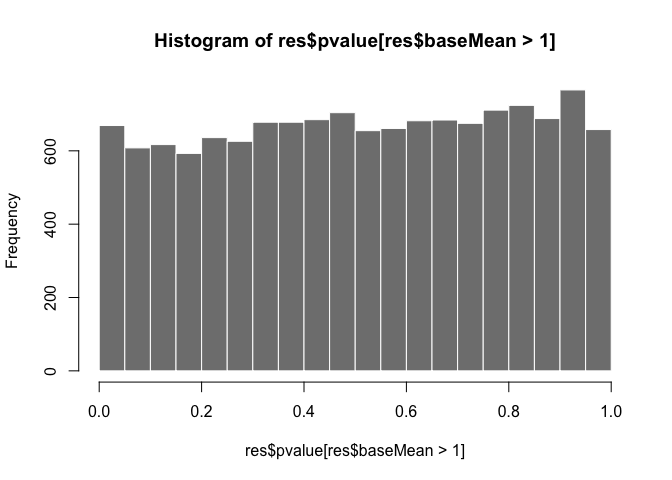 Histogram of res$pvalue[res$baseMean > 1]
Frequency
600
400
200
0
0.0 0.2 0.4 0.6 0.8 1.0
res$pvalue[res$baseMean > 1]